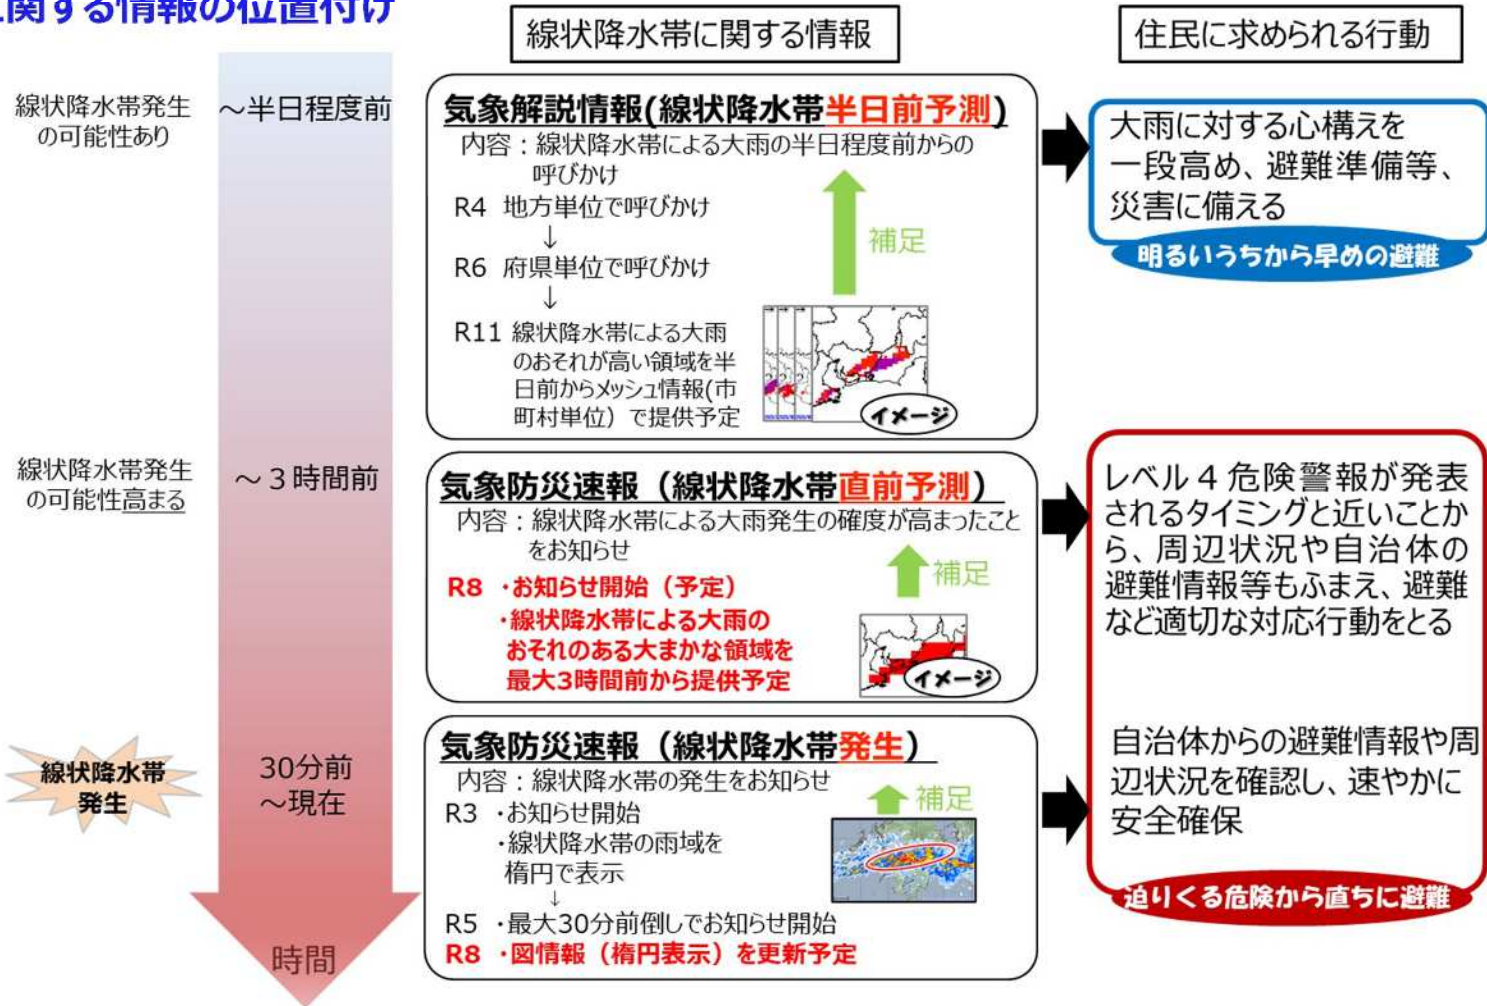 関する情報の位置付け
線状降水帯に関する情報
住民に求められる行動
線状降水帯発生
の可能性あり
～半日程度前
気象解説情報(線状降水帯半日前予測)
内容：線状降水帯による大雨の半日程度前からの
呼びかけ
R4 地方単位で呼びかけ
↓
R6 府県単位で呼びかけ
↓
R11 線状降水帯による大雨
のおそれが高い領域を半
日前からメッシュ情報(市
町村単位）で提供予定
補足
イメージ
大雨に対する心構えを
一段高め、避難準備等、
災害に備える
明るいうちから早めの避難
線状降水帯発生
の可能性高まる
～３時間前
気象防災速報（線状降水帯直前予測）
内容：線状降水帯による大雨発生の確度が高まったこと
をお知らせ
R8 ・お知らせ開始（予定）
・線状降水帯による大雨の
おそれのある大まかな領域を
最大3時間前から提供予定
補足
イメージ
レベル４危険警報が発表
されるタイミングと近いことか
ら、周辺状況や自治体の
避難情報等もふまえ、避難
など適切な対応行動をとる
線状降水帯
発生
30分前
～現在
気象防災速報（線状降水帯発生）
内容：線状降水帯の発生をお知らせ
R3 ・お知らせ開始
・線状降水帯の雨域を
楕円で表示
↓
R5 ・最大30分前倒しでお知らせ開始
R8 ・図情報（楕円表示）を更新予定
補足
自治体からの避難情報や周
辺状況を確認し、速やかに
安全確保
迫りくる危険から直ちに避難
時間